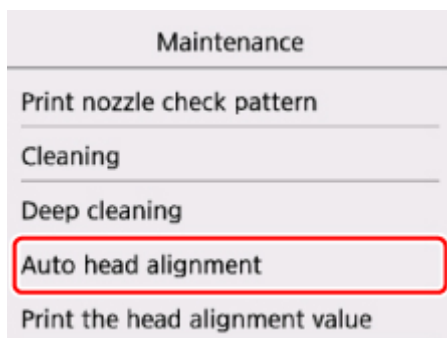 Maintenance
Print nozzle check pattern
Cleaning
Deep cleaning
Auto head alignment
Print the head alignment value